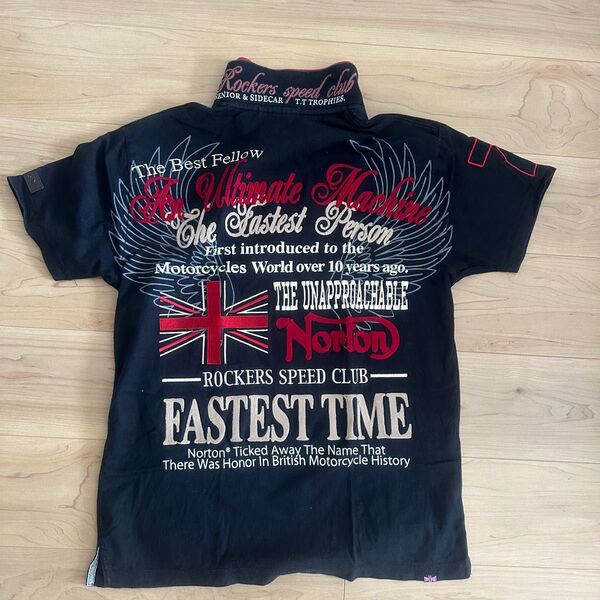 Rockers speed club
SENIOR & SIDECAR T.T TROPHIES.
The Best Fellow
An Ultimate Machine
The Fastest Person
First introduced to the
Motorcycles World over 10 years ago.
THE UNAPPROACHABLE
Norton
ROCKERS SPEED CLUB
FASTEST TIME
Norton® Ticked Away The Name That
There Was Honor In British Motorcycle History
7